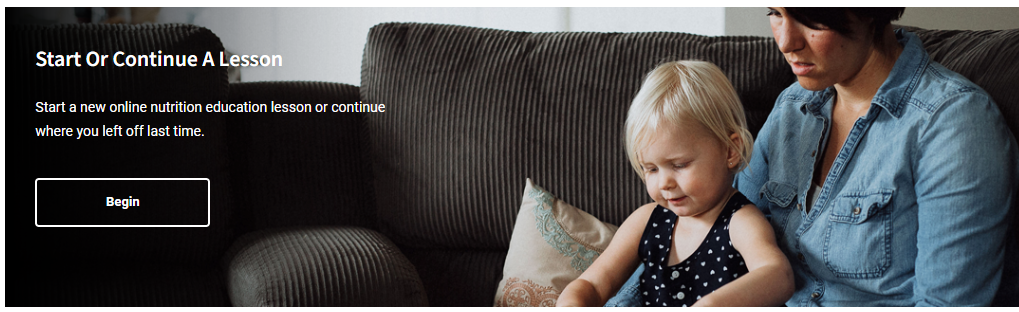 Start Or Continue A Lesson
Start a new online nutrition education lesson or continue
where you left off last time.
Begin